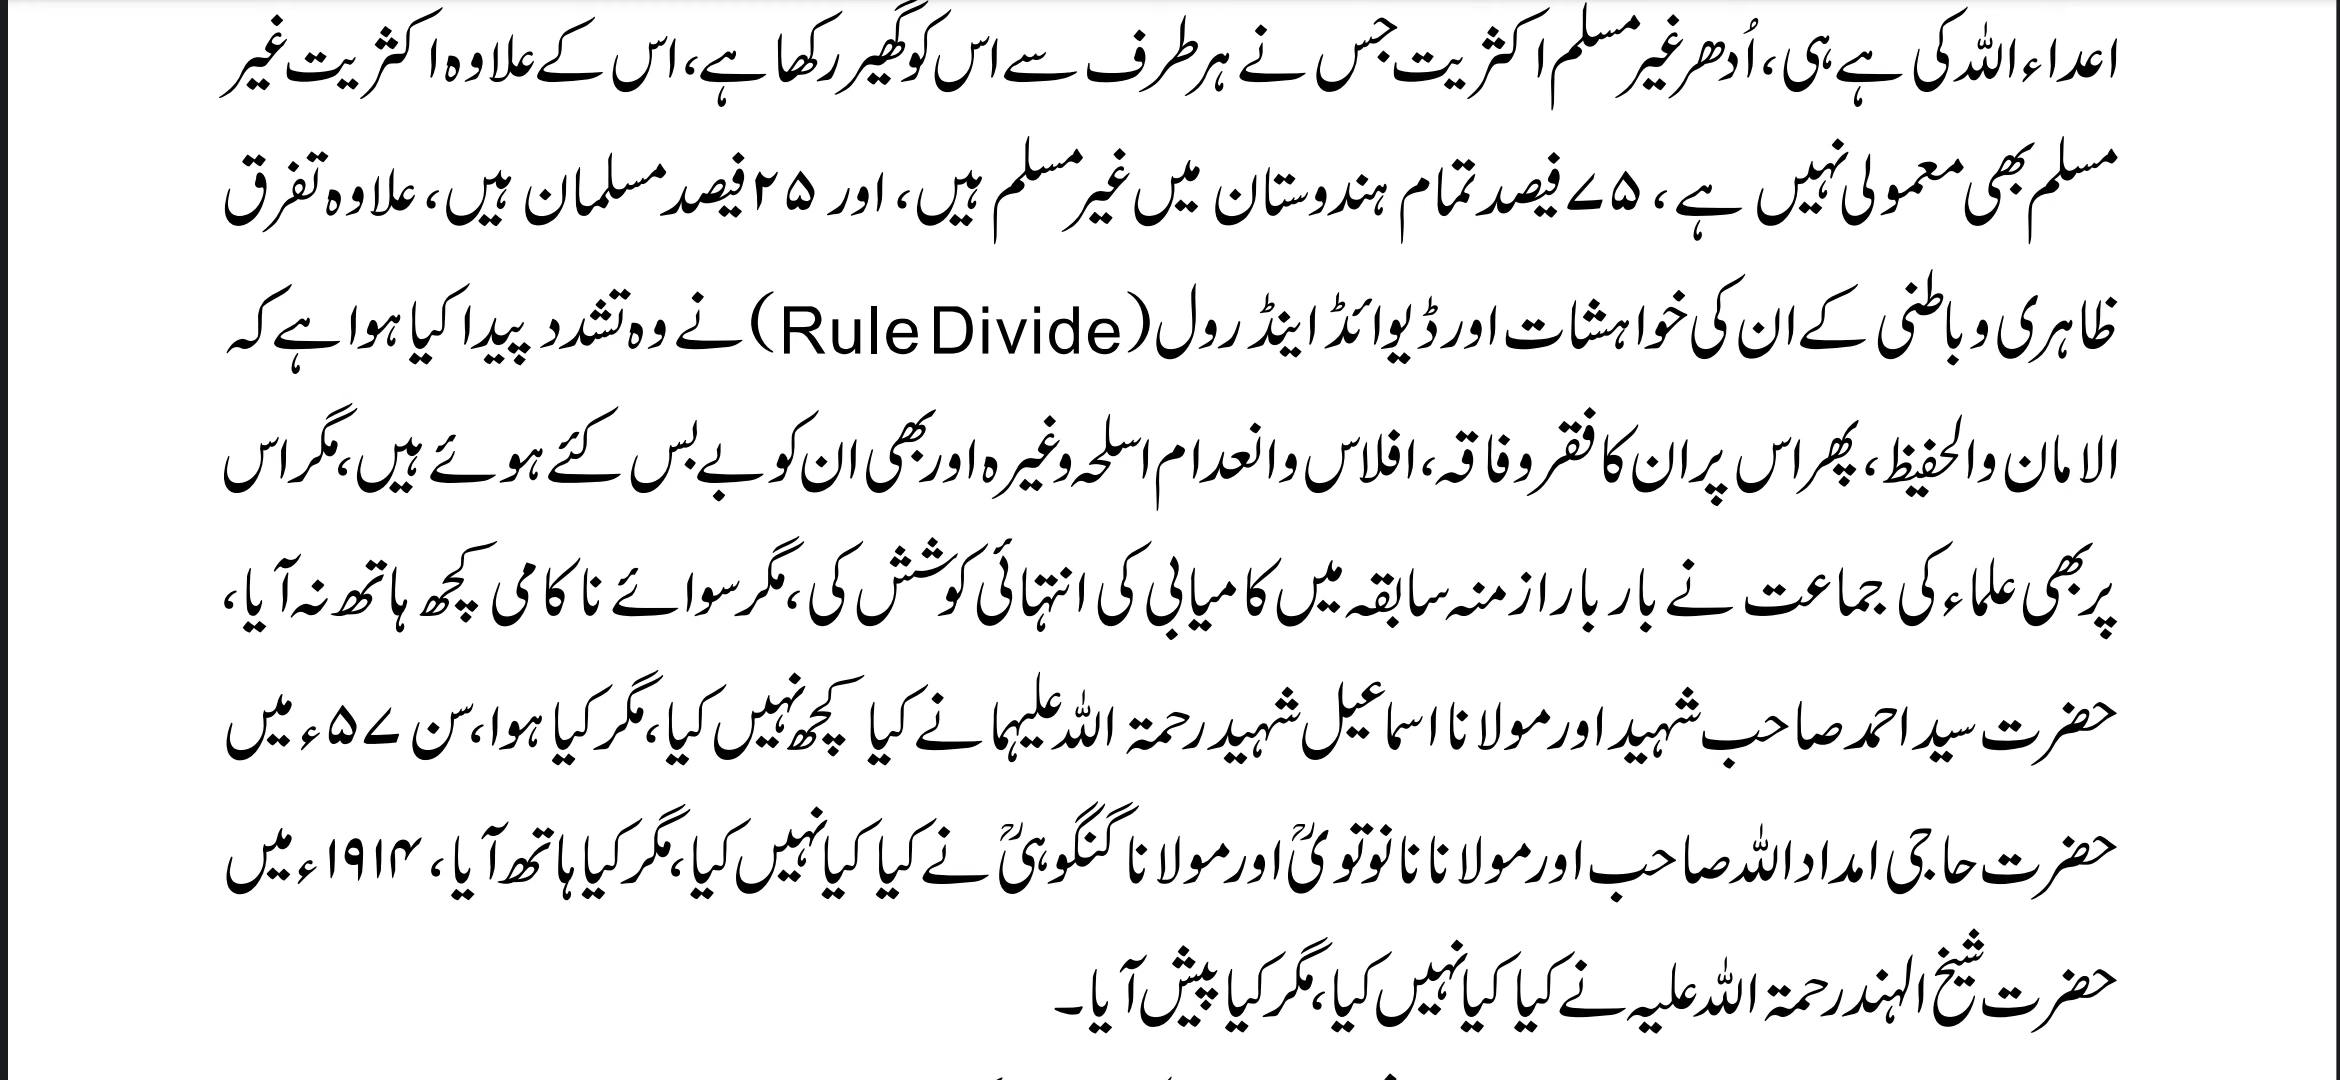 اعداء اللہ کی ہے ہی، اُدھر غیر مسلم اکثریت جس نے ہر طرف سے اس کو گھیر رکھا ہے، اس کے علاوہ اکثریت غیر
مسلم بھی معمولی نہیں ہے، ۷۵ فیصد تمام ہندوستان میں غیر مسلم ہیں، اور ۲۵ فیصد مسلمان ہیں، علاوہ تفرق
ظاہری و باطنی کے ان کی خواہشات اور ڈیوائڈ اینڈ رول (Rule Divide) نے وہ تشدد پیدا کیا ہوا ہے کہ
الامان والحفیظ، پھر اس پر ان کا فقر و فاقہ، افلاس و انعدام اسلحہ وغیرہ اور بھی ان کو بے بس کئے ہوئے ہیں، مگر اس
پر بھی علماء کی جماعت نے بار بار ازمنہ سابقہ میں کامیابی کی انتہائی کوشش کی، مگر سوائے ناکامی کچھ ہاتھ نہ آیا،
حضرت سید احمد صاحب شہید اور مولانا اسماعیل شہید رحمۃ اللہ علیہما نے کیا کچھ نہیں کیا، مگر کیا ہوا، سن ۵۷ء میں
حضرت حاجی امداد اللہ صاحب اور مولانا نانوتویؒ اور مولانا گنگوہیؒ نے کیا کیا نہیں کیا، مگر کیا ہاتھ آیا، ۱۹۱۴ء میں
حضرت شیخ الہند رحمۃ اللہ علیہ نے کیا کیا نہیں کیا، مگر کیا پیش آیا۔